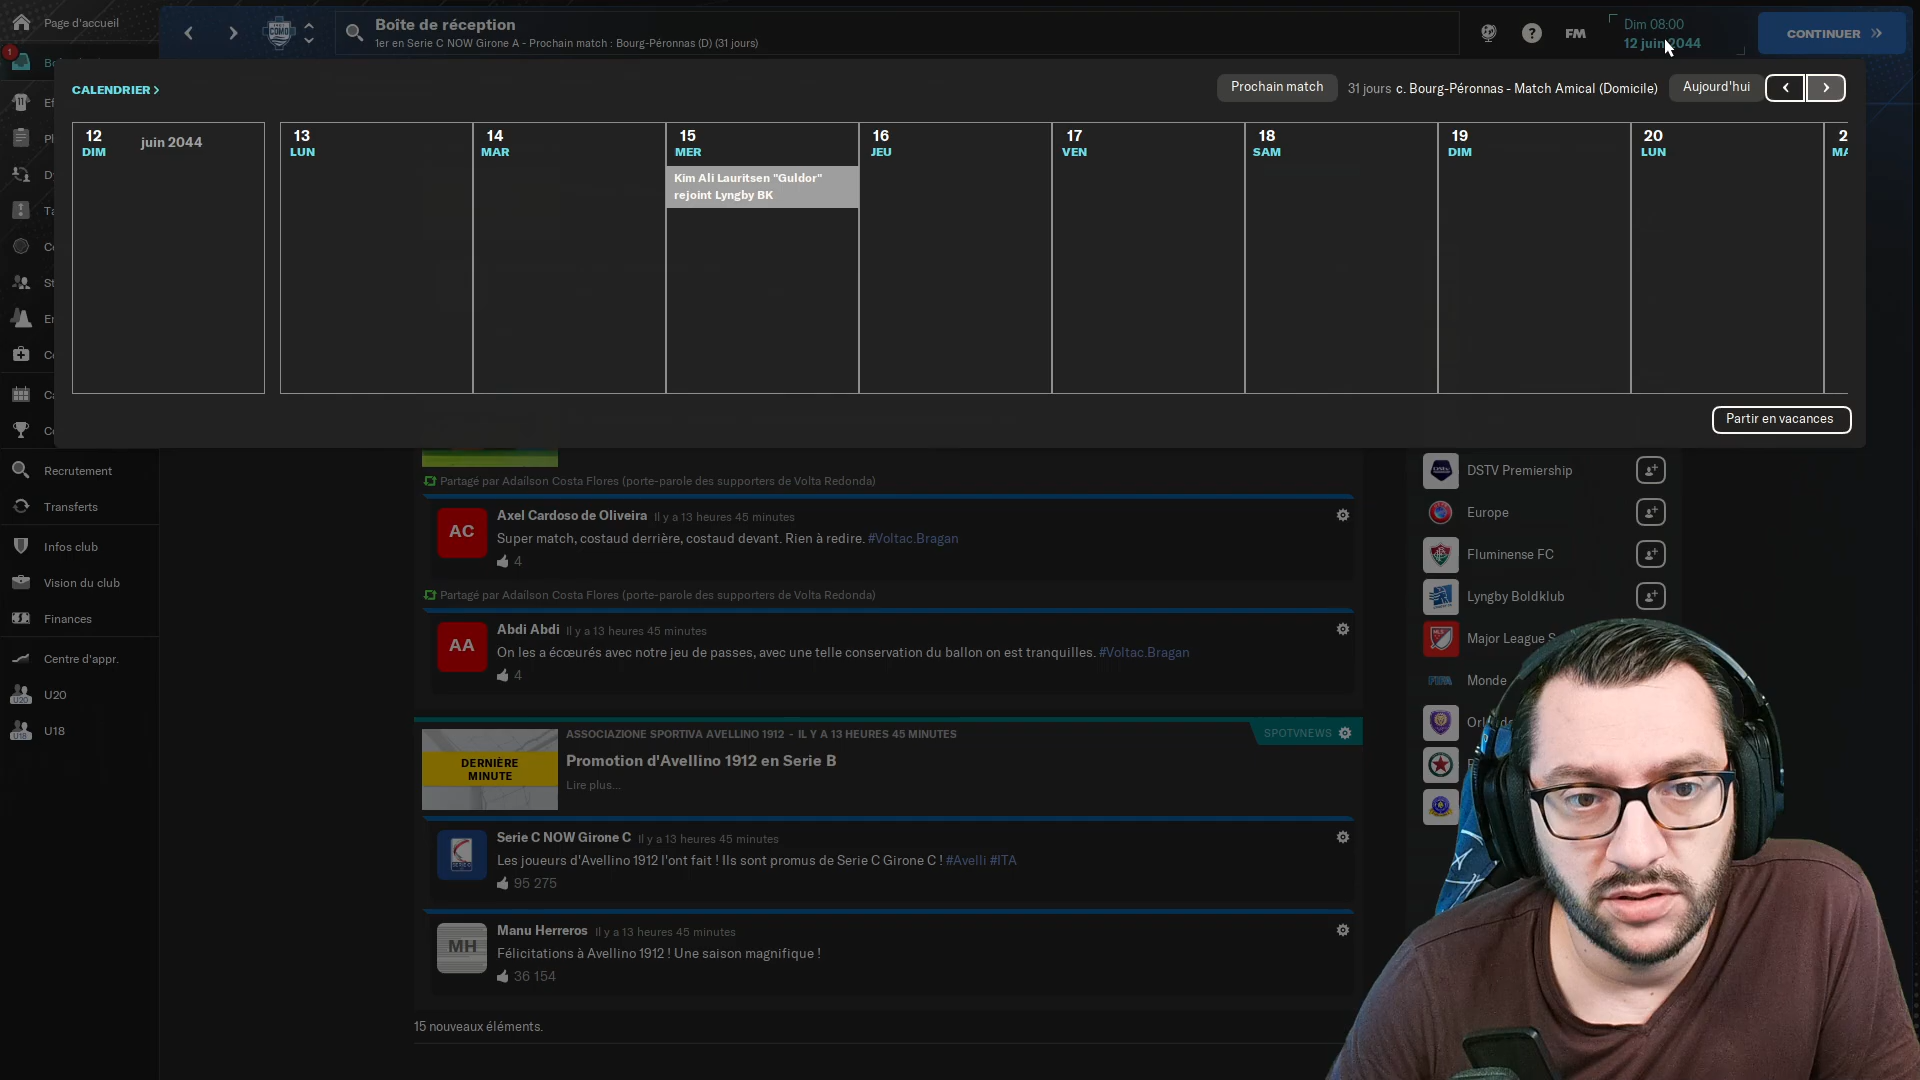 Page d'accueil
Boîte de réception
1er en Serie C NOW Girone A - Prochain match : Bourg-Péronnas (D) (31 jours)
FM
Dim 08:00
12 juin 2044
CONTINUER
1
CALENDRIER
Prochain match
31 jours c. Bourg-Péronnas - Match Amical (Domicile)
Aujourd'hui
12
DIM
juin 2044
13
LUN
14
MAR
15
MER
Kim Ali Lauritsen "Guldor"
rejoint Lyngby BK
16
JEU
17
VEN
18
SAM
19
DIM
20
LUN
Partir en vacances
Recrutement
Transferts
Infos club
Vision du club
Finances
Centre d'appr.
U20
U18
Partagé par Adaílson Costa Flores (porte-parole des supporters de Volta Redonda)
AC
Axel Cardoso de Oliveira Il y a 13 heures 45 minutes
Super match, costaud derrière, costaud devant. Rien à redire. #Voltac.Bragan
4
Partagé par Adaílson Costa Flores (porte-parole des supporters de Volta Redonda)
AA
Abdi Abdi Il y a 13 heures 45 minutes
On les a écœurés avec notre jeu de passes, avec une telle conservation du ballon on est tranquilles. #Voltac.Bragan
4
DERNIÈRE
MINUTE
ASSOCIAZIONE SPORTIVA AVELLINO 1912 - IL Y A 13 HEURES 45 MINUTES
SPOTVNEWS
Promotion d'Avellino 1912 en Serie B
Lire plus...
Serie C NOW Girone C Il y a 13 heures 45 minutes
Les joueurs d'Avellino 1912 l'ont fait ! Ils sont promus de Serie C Girone C ! #Avelli #ITA
95 275
MH
Manu Herreros Il y a 13 heures 45 minutes
Félicitations à Avellino 1912 ! Une saison magnifique !
36 154
15 nouveaux éléments.
DSTV Premiership
Europe
Fluminense FC
Lyngby Boldklub
Major League S
FIFA
Monde